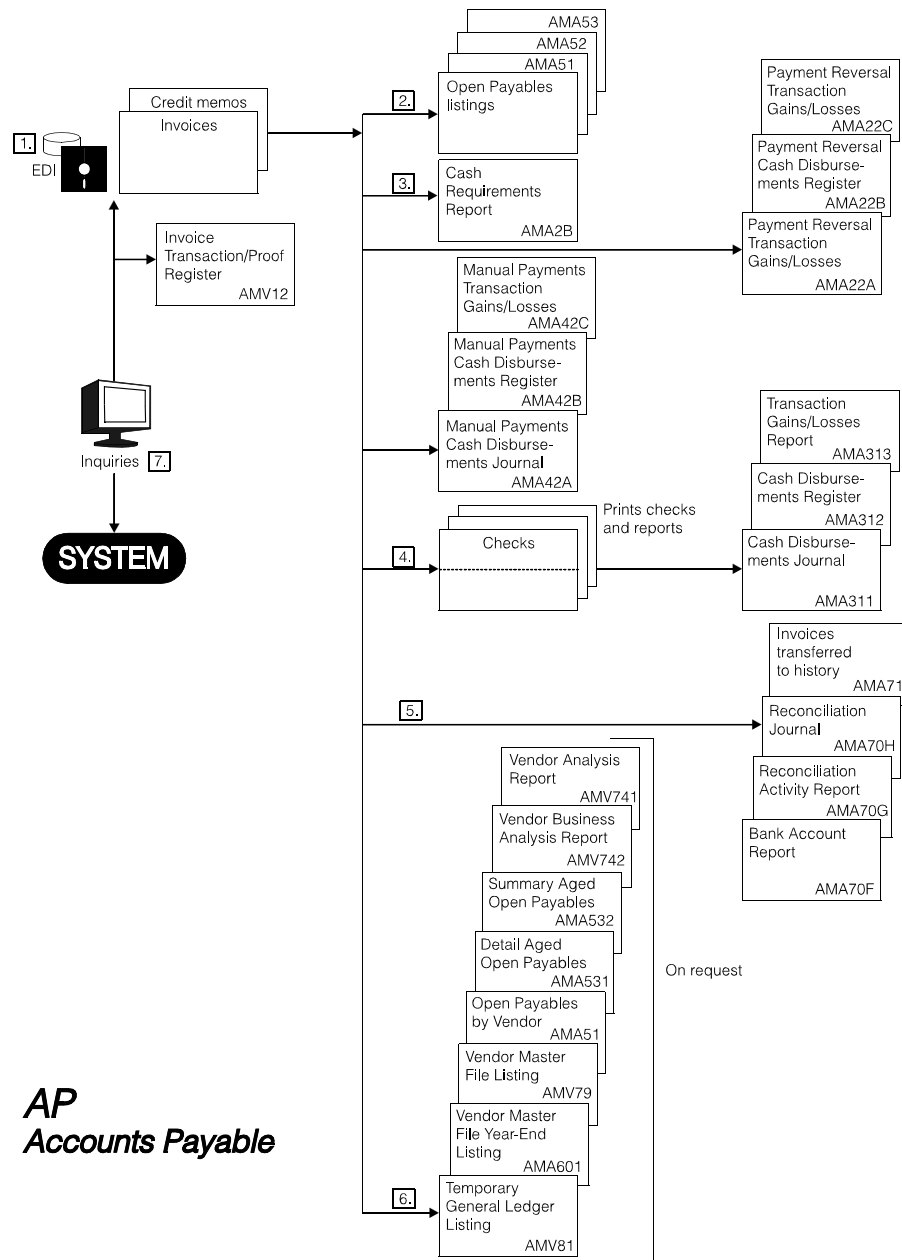 AMA53
AMA52
AMA51
Open Payables
listings
2.
Credit memos
Invoices
1.
EDI
3.
Cash
Requirements
Report
AMA2B
Payment Reversal
Transaction
Gains/Losses
AMA22C
Payment Reversal
Cash Disburse-
ments Register
AMA22B
Payment Reversal
Transaction
Gains/Losses
AMA22A
Invoice
Transaction/Proof
Register
AMV12
Manual Payments
Transaction
Gains/Losses
AMA42C
Manual Payments
Cash Disburse-
ments Register
AMA42B
Manual Payments
Cash Disburse-
ments Journal
AMA42A
Inquiries 7.
SYSTEM
4.
Checks
Prints checks
and reports
Transaction
Gains/Losses
Report
AMA313
Cash Disburse-
ments Register
AMA312
Cash Disburse-
ments Journal
AMA311
5.
Invoices
transferred
to history
AMA71
Reconciliation
Journal
AMA70H
Reconciliation
Activity Report
AMA70G
Bank Account
Report
AMA70F
Vendor Analysis
Report
AMV741
Vendor Business
Analysis Report
AMV742
Summary Aged
Open Payables
AMA532
Detail Aged
Open Payables
AMA531
Open Payables
by Vendor
AMA51
Vendor Master
File Listing
AMV79
Vendor Master
File Year-End
Listing
AMA601
6.
Temporary
General Ledger
Listing
AMV81
On request
AP
Accounts Payable